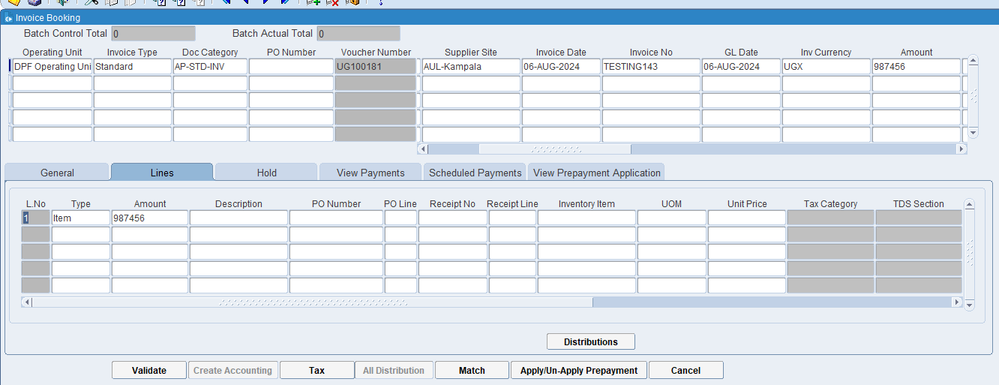 Invoice Booking
Batch Control Total 0 Batch Actual Total 0
Operating Unit Invoice Type Doc Category PO Number Voucher Number Supplier Site Invoice Date Invoice No GL Date Inv Currency Amount
DPF Operating Uni Standard AP-STD-INV UG100181 AUL-Kampala 06-AUG-2024 TESTING143 06-AUG-2024 UGX 987456
General Lines Hold View Payments Scheduled Payments View Prepayment Application
L.No Type Amount Description PO Number PO Line Receipt No Receipt Line Inventory Item UOM Unit Price Tax Category TDS Section
1 Item 987456
Distributions
Validate Create Accounting Tax All Distribution Match Apply/Un-Apply Prepayment Cancel